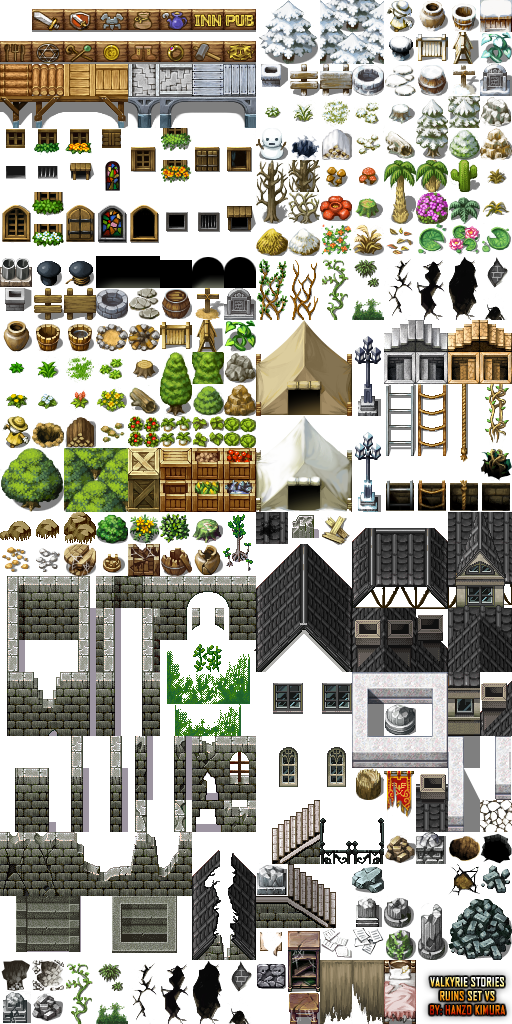 INN PUB
VALKYRIE STORIES
RUINS SET VS
BY: HANZO KIMURA